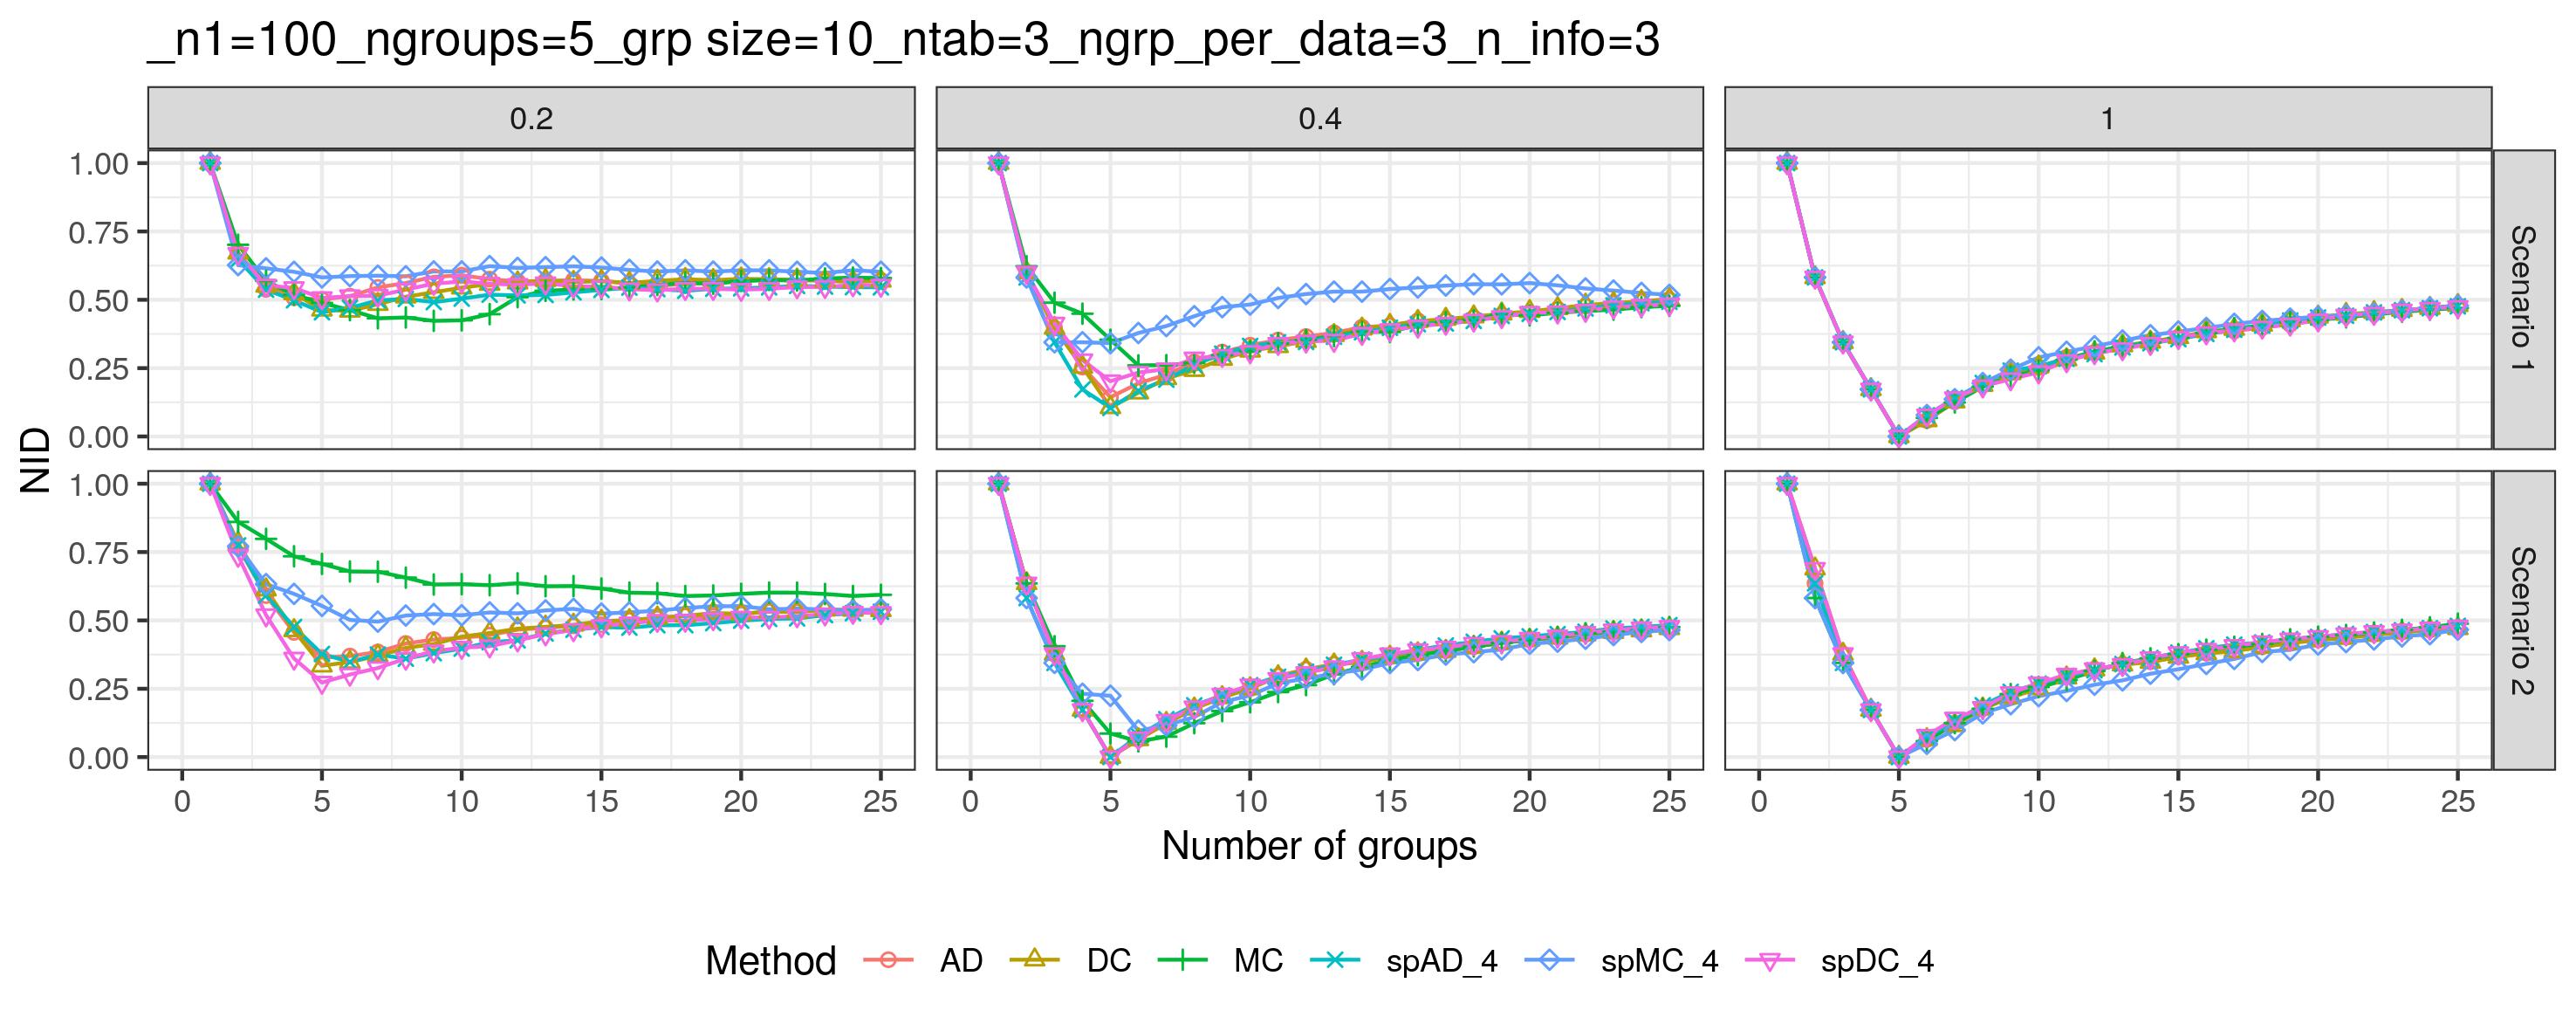 _n1=100_ngroups=5_grp size=10_ntab=3_ngrp_per_data=3_n_info=3
0.2 0.4 1
1.00
0.75
0.50
0.25
0.00
Scenario 1
NID
1.00
0.75
0.50
0.25
0.00
Scenario 2
0 5 10 15 20 25 0 5 10 15 20 25 0 5 10 15 20 25
Number of groups
Method AD DC MC spAD_4 spMC_4 spDC_4